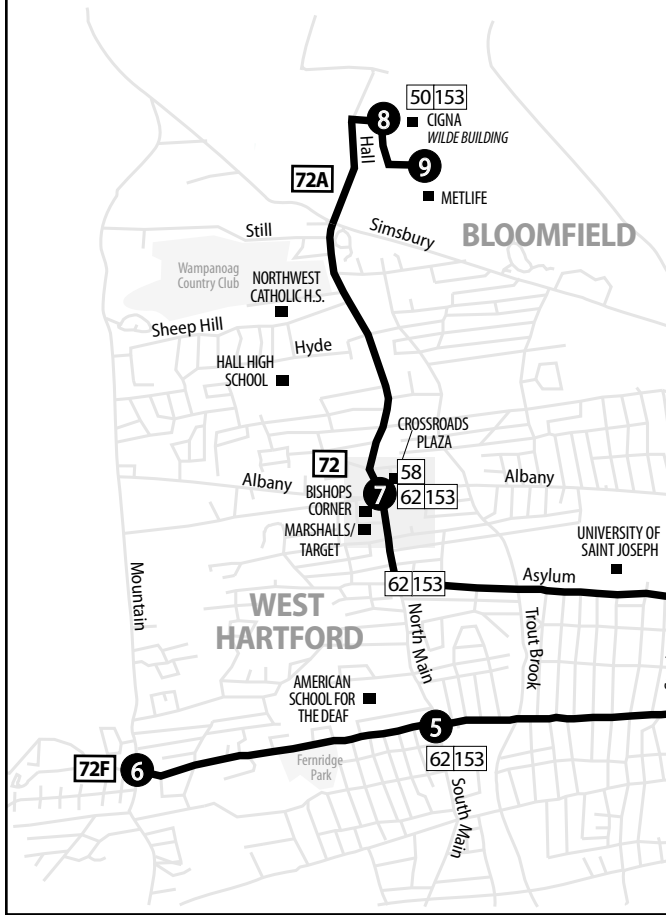 50 153
8
CIGNA
WILDE BUILDING
Hall
9
72A
METLIFE
Still
Simsbury
BLOOMFIELD
Wampanoag
Country Club
NORTHWEST
CATHOLIC H.S.
Sheep Hill
Hyde
HALL HIGH
SCHOOL
CROSSROADS
PLAZA
72
58
Albany
7
62 153
Albany
BISHOPS
CORNER
MARSHALLS/
TARGET
UNIVERSITY OF
SAINT JOSEPH
Mountain
62 153
Asylum
WEST
HARTFORD
North Main
Trout Brook
AMERICAN
SCHOOL FOR
THE DEAF
5
72F
6
Fernridge
Park
62 153
South Main